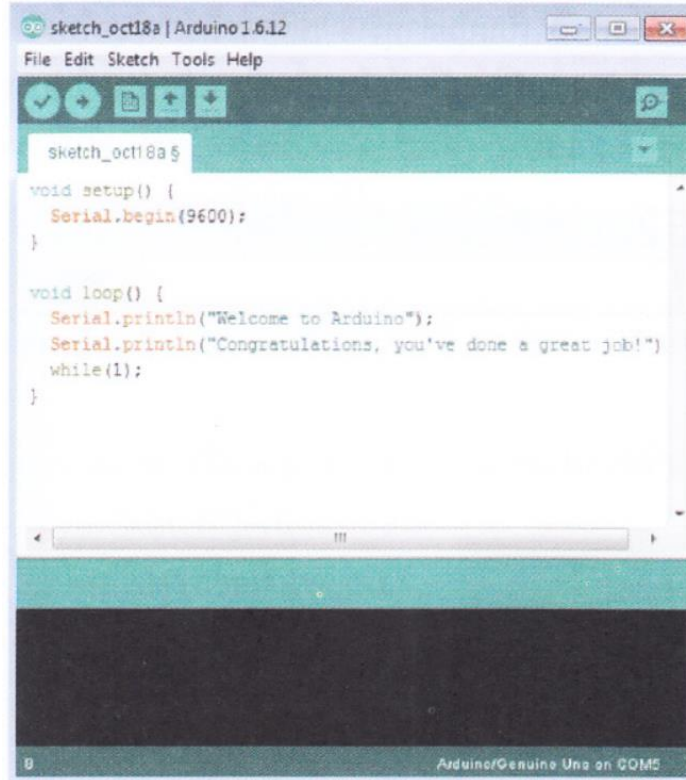 sketch_oct18a | Arduino 1.6.12
File Edit Sketch Tools Help
sketch_oct18a §
void setup() {
  Serial.begin(9600);
}
void loop() {
  Serial.println("Welcome to Arduino");
  Serial.println("Congratulations, you've done a great job!")
  while(1);
}
8
Arduino/Genuino Uno on COM5